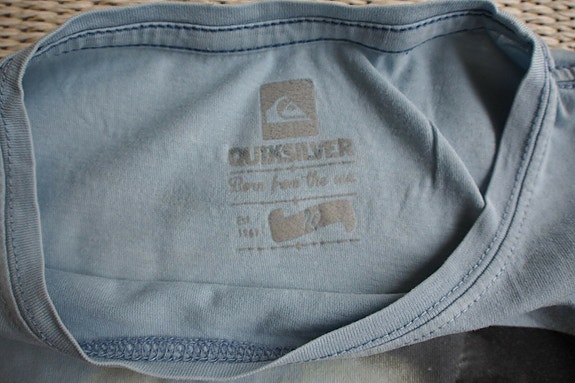 QUIKSILVER
Born from the sea
Est.
1969